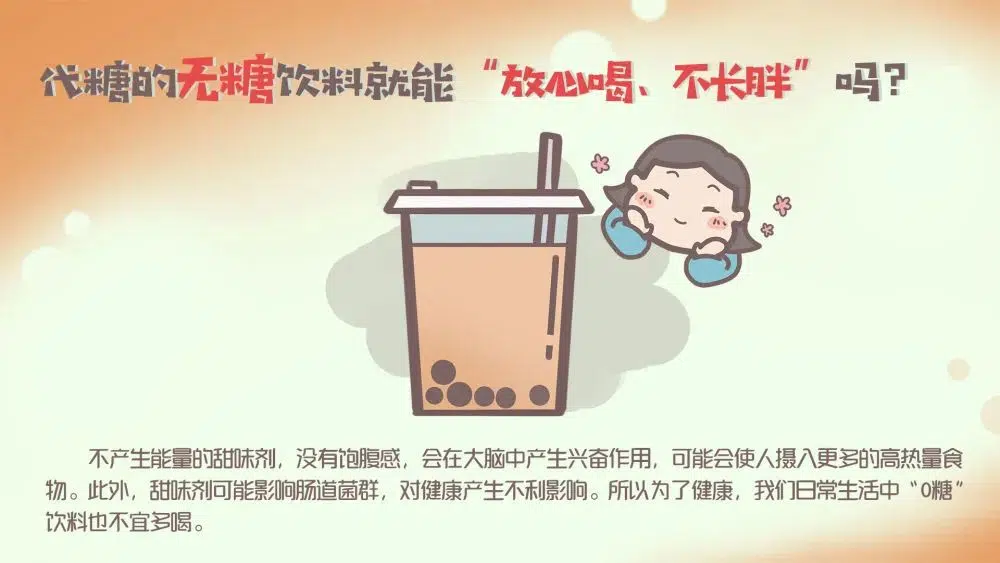 代糖的无糖饮料就能“放心喝、不长胖”吗？
不产生能量的甜味剂，没有饱腹感，会在大脑中产生兴奋作用，可能会使人摄入更多的高热量食
物。此外，甜味剂可能影响肠道菌群，对健康产生不利影响。所以为了健康，我们日常生活中“0糖”
饮料也不宜多喝。